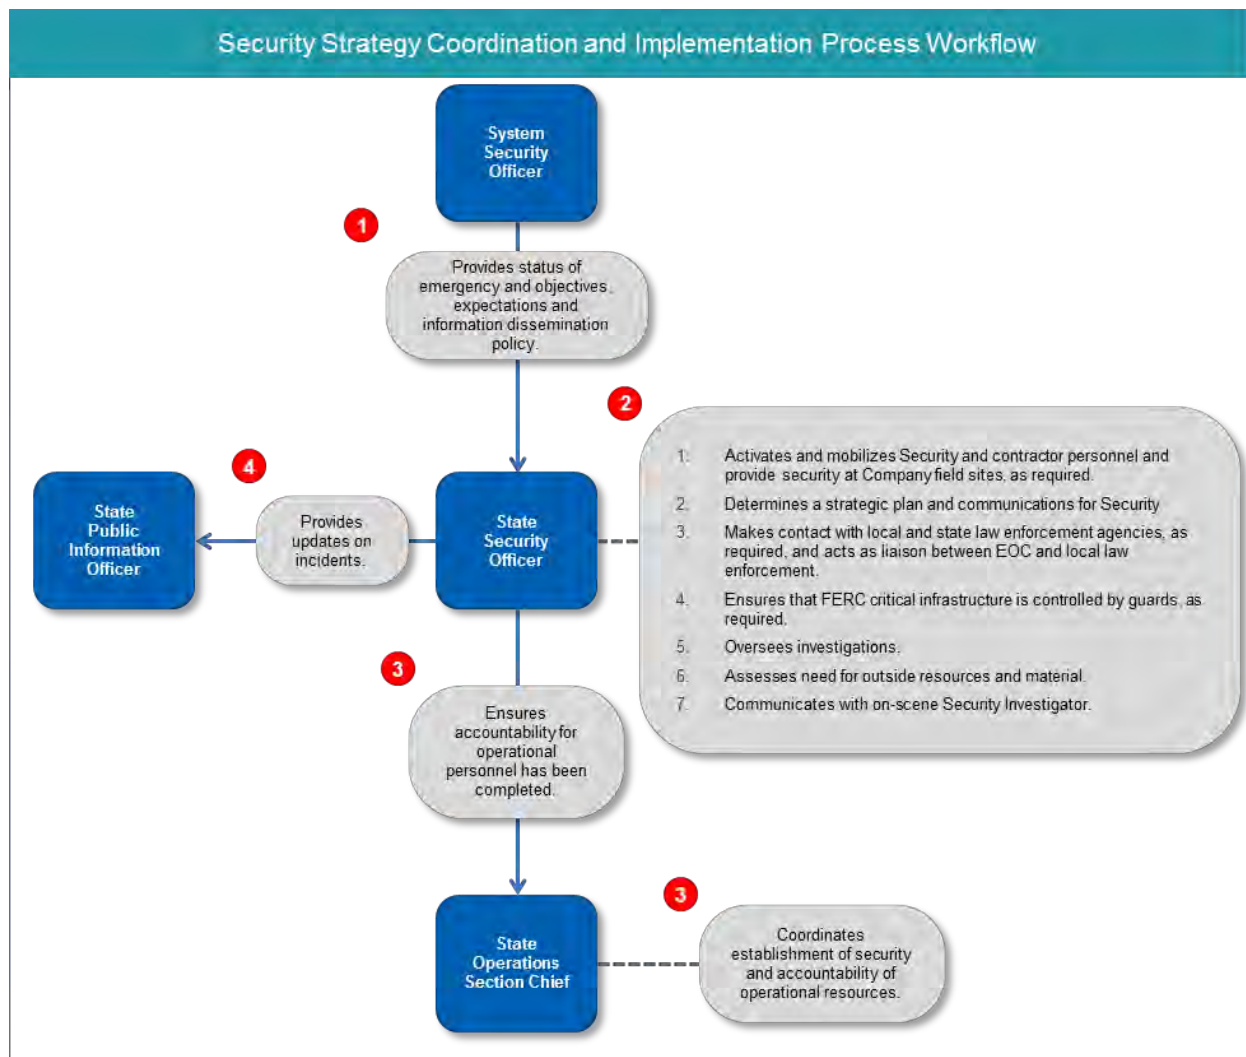 Security Strategy Coordination and Implementation Process Workflow
System
Security
Officer
1
Provides status of
emergency and objectives,
expectations and
information dissemination
policy.
2
1. Activates and mobilizes Security and contractor personnel and
provide security at Company field sites, as required.
2. Determines a strategic plan and communications for Security
3. Makes contact with local and state law enforcement agencies, as
required, and acts as liaison between EOC and local law
enforcement.
4. Ensures that FERC critical infrastructure is controlled by guards, as
required.
5. Oversees investigations.
6. Assesses need for outside resources and material.
7. Communicates with on-scene Security Investigator.
4
State
Public
Information
Officer
Provides
updates on
incidents.
State
Security
Officer
3
Ensures
accountability for
operational
personnel has been
completed.
State
Operations
Section Chief
3
Coordinates
establishment of security
and accountability of
operational resources.